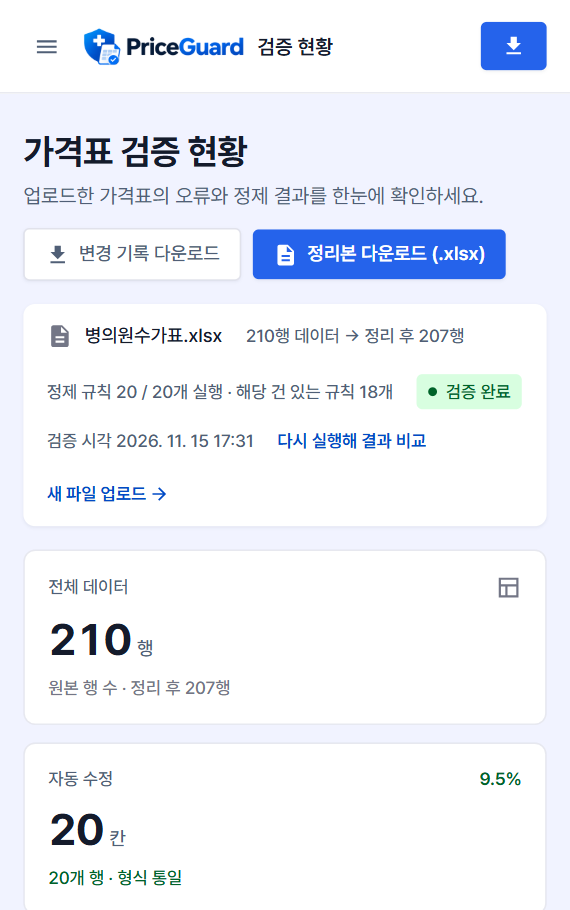 PriceGuard 검증 현황
가격표 검증 현황
업로드한 가격표의 오류와 정제 결과를 한눈에 확인하세요.
변경 기록 다운로드
정리본 다운로드 (.xlsx)
병의원수가표.xlsx 210행 데이터 → 정리 후 207행
정제 규칙 20 / 20개 실행 · 해당 건 있는 규칙 18개 검증 완료
검증 시각 2026. 11. 15 17:31 다시 실행해 결과 비교
새 파일 업로드 →
전체 데이터
210 행
원본 행 수 · 정리 후 207행
자동 수정 9.5%
20 칸
20개 행 · 형식 통일